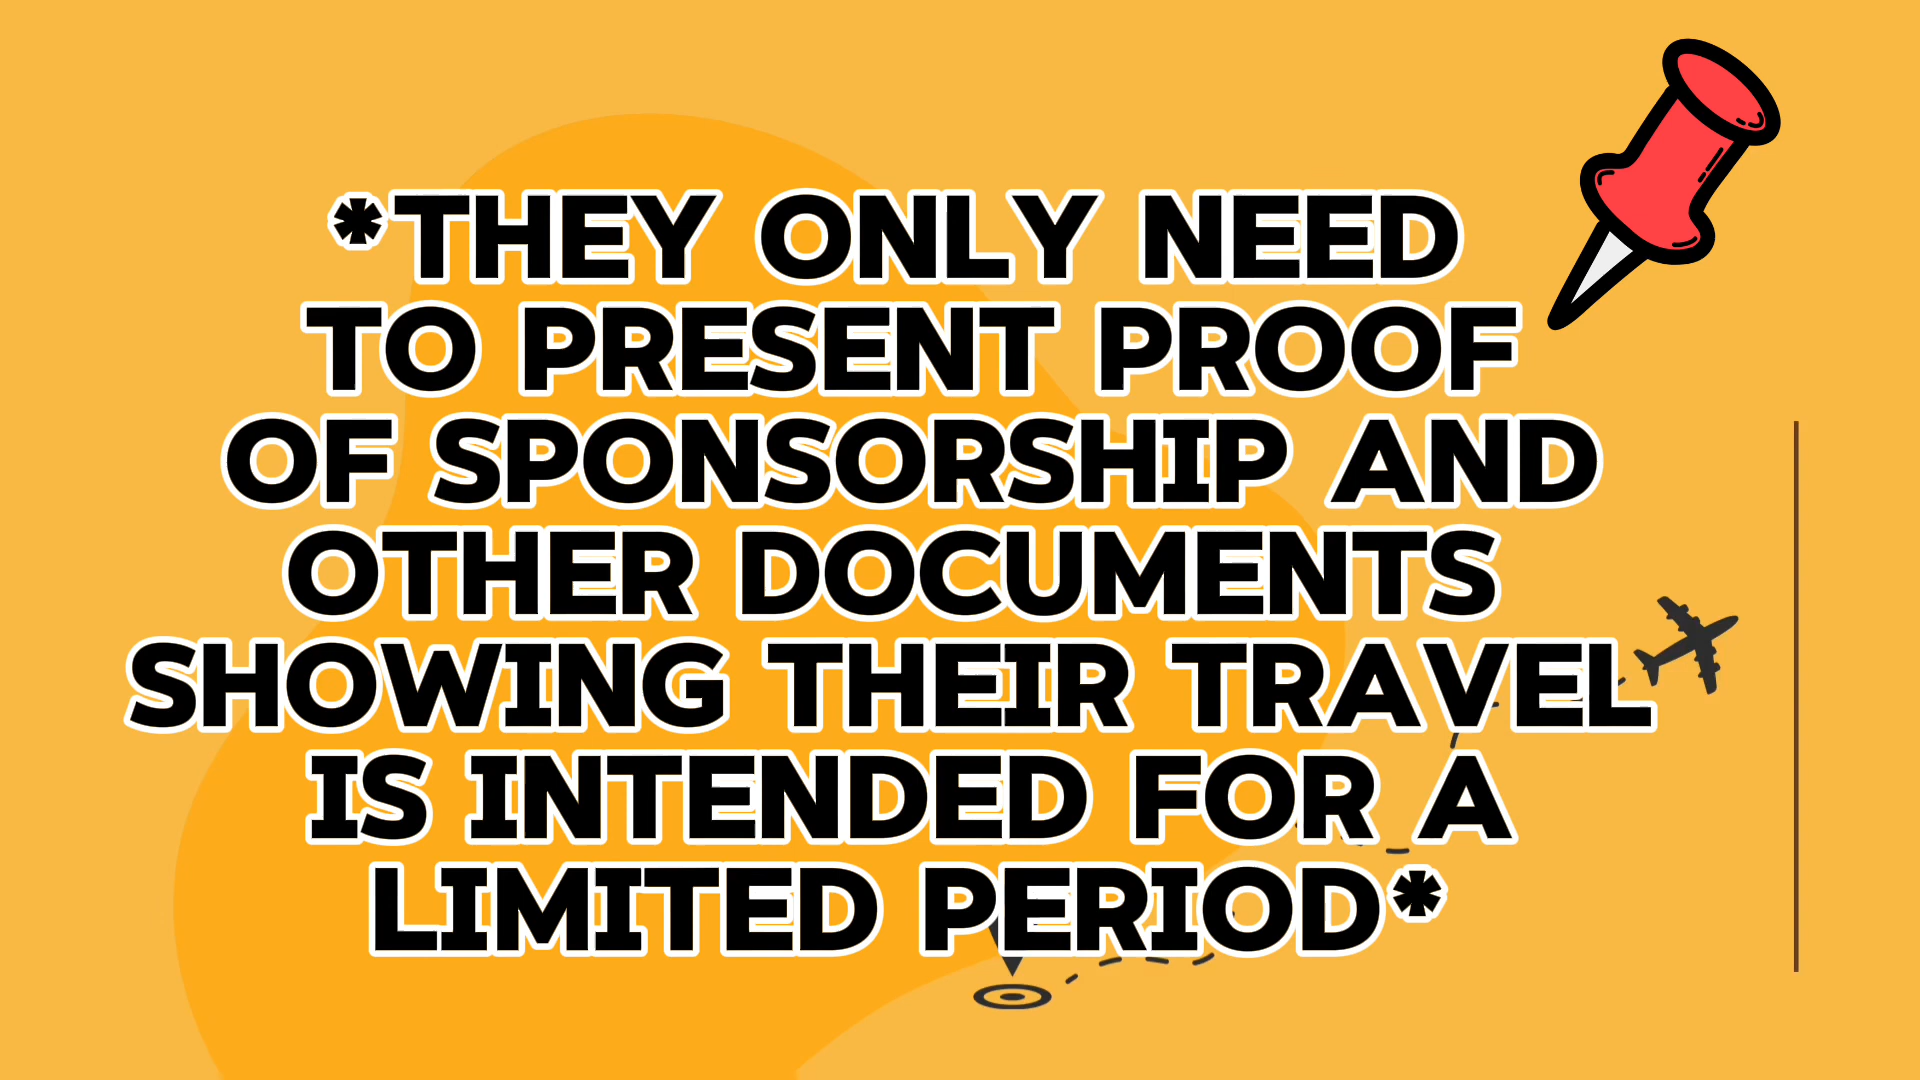 *THEY ONLY NEED
TO PRESENT PROOF
OF SPONSORSHIP AND
OTHER DOCUMENTS
SHOWING THEIR TRAVEL
IS INTENDED FOR A
LIMITED PERIOD*